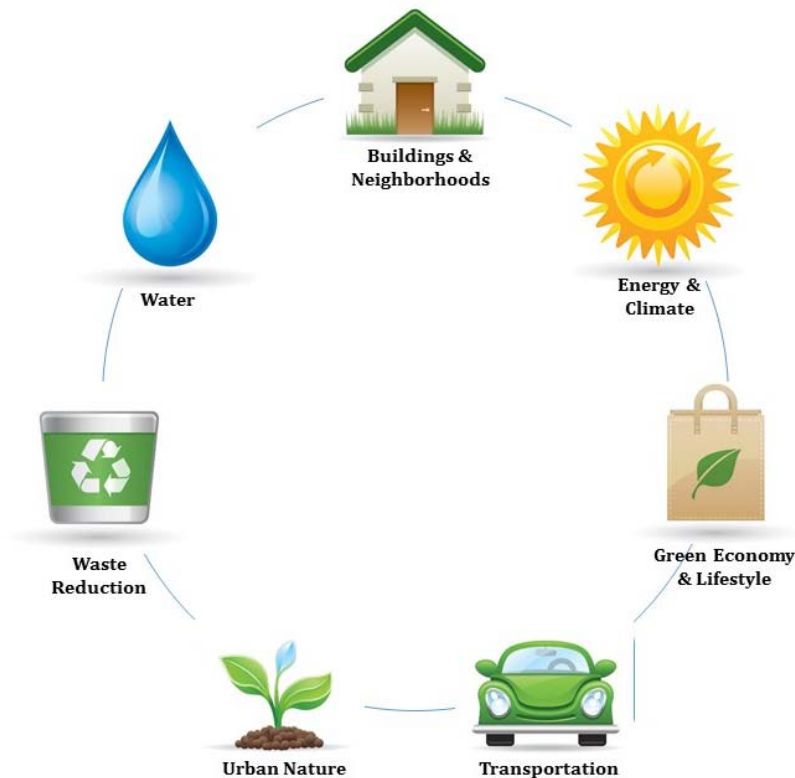 Buildings &
Neighborhoods
Energy &
Climate
Green Economy
& Lifestyle
Transportation
Urban Nature
Waste
Reduction
Water